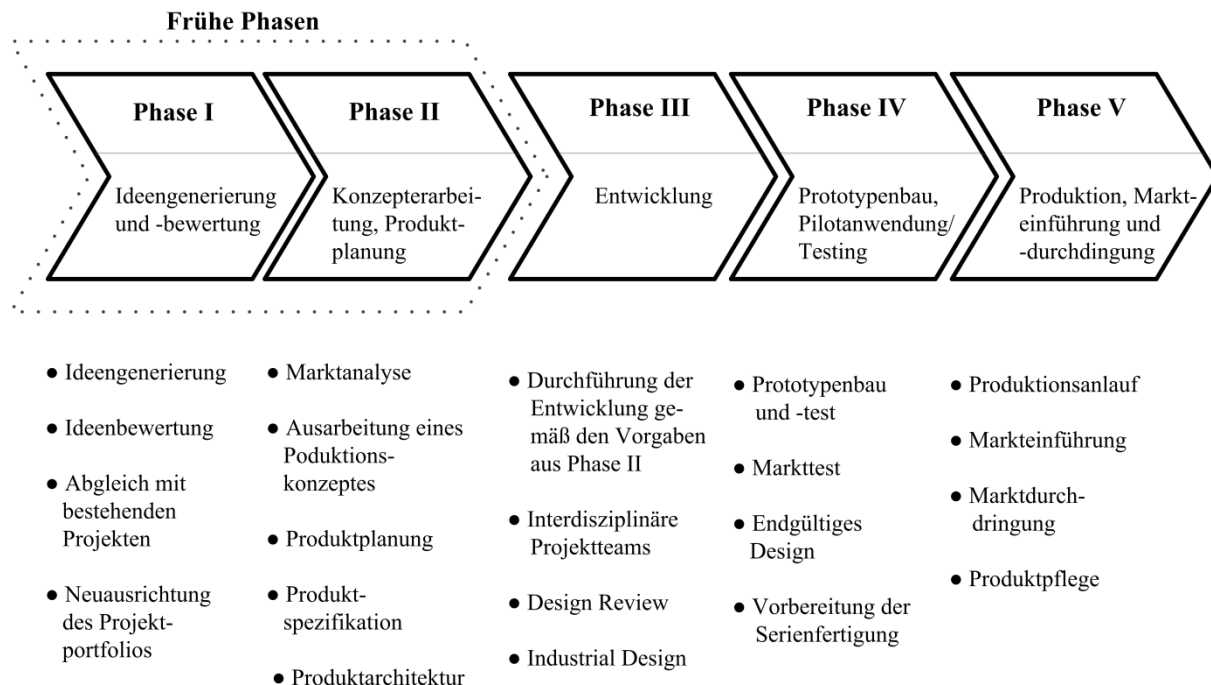 Frühe Phasen
Phase I
Ideengenerierung
und -bewertung
Phase II
Konzepterarbei-
tung, Produkt-
planung
Phase III
Entwicklung
Phase IV
Prototypenbau,
Pilotanwendung/
Testing
Phase V
Produktion, Markt-
einführung und
-durchdingung
● Ideengenerierung
● Ideenbewertung
● Abgleich mit
bestehenden
Projekten
● Neuausrichtung
des Projekt-
portfolios
● Marktanalyse
● Ausarbeitung eines
Poduktions-
konzeptes
● Produktplanung
● Produkt-
spezifikation
● Produktarchitektur
● Durchführung der
Entwicklung ge-
mäß den Vorgaben
aus Phase II
● Interdisziplinäre
Projektteams
● Design Review
● Industrial Design
● Prototypenbau
und -test
● Markttest
● Endgültiges
Design
● Vorbereitung der
Serienfertigung
● Produktionsanlauf
● Markteinführung
● Marktdurch-
dringung
● Produktpflege